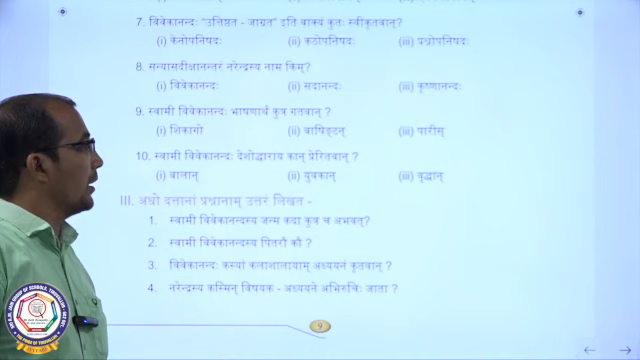 7. विवेकानन्दः "उत्तिष्ठत - जाग्रत" इति वाक्यं कुतः स्वीकृतवान्?
(i) केनोपनिषदः (ii) कठोपनिषदः (iii) प्रश्नोपनिषदः
8. सन्यासदीक्षानन्तरं नरेन्द्रस्य नाम किम्?
(i) विवेकानन्दः (ii) सदानन्दः (iii) कृष्णानन्दः
9. स्वामी विवेकानन्दः भाषणार्थं कुत्र गतवान् ?
(i) शिकागो (ii) वाषिङ्टन् (iii) पारीस्
10. स्वामी विवेकानन्दः देशोद्धाराय कान् प्रेरितवान् ?
(i) बालान् (ii) युवकान् (iii) वृद्धान्
III. अधो दत्तानां प्रश्नानाम् उत्तरं लिखत -
1. स्वामी विवेकानन्दस्य जन्म कदा कुत्र च अभवत्?
2. स्वामी विवेकानन्दस्य पितरौ कौ ?
3. विवेकानन्दः कस्यां कलाशालायाम् अध्ययनं कृतवान् ?
4. नरेन्द्रस्य कस्मिन् विषयक - अध्ययने अभिरुचिः जाता ?
9